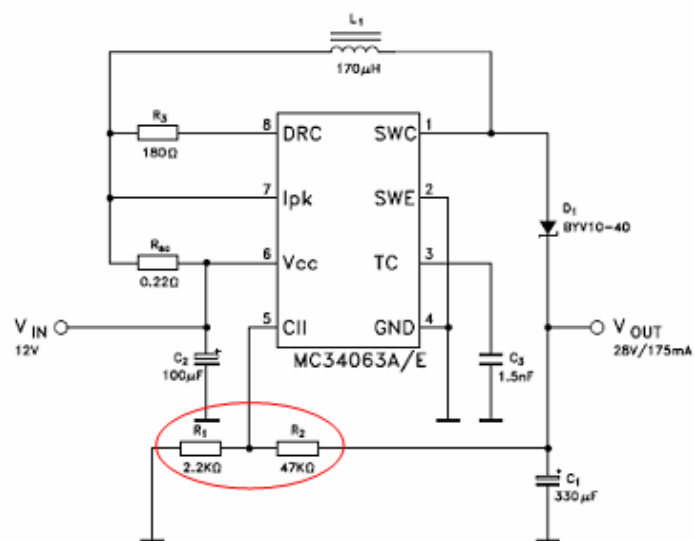 L1
170µH
R3
180Ω
8 DRC SWC 1
7 Ipk SWE 2
Rsc
0.22Ω
6 Vcc TC 3
5 CII GND 4
MC34063A/E
D1
BYV10-40
VIN
12V
VOUT
28V/175mA
C2
100µF
+
C3
1.5nF
R1
2.2KΩ
R2
47KΩ
C1
330µF
+